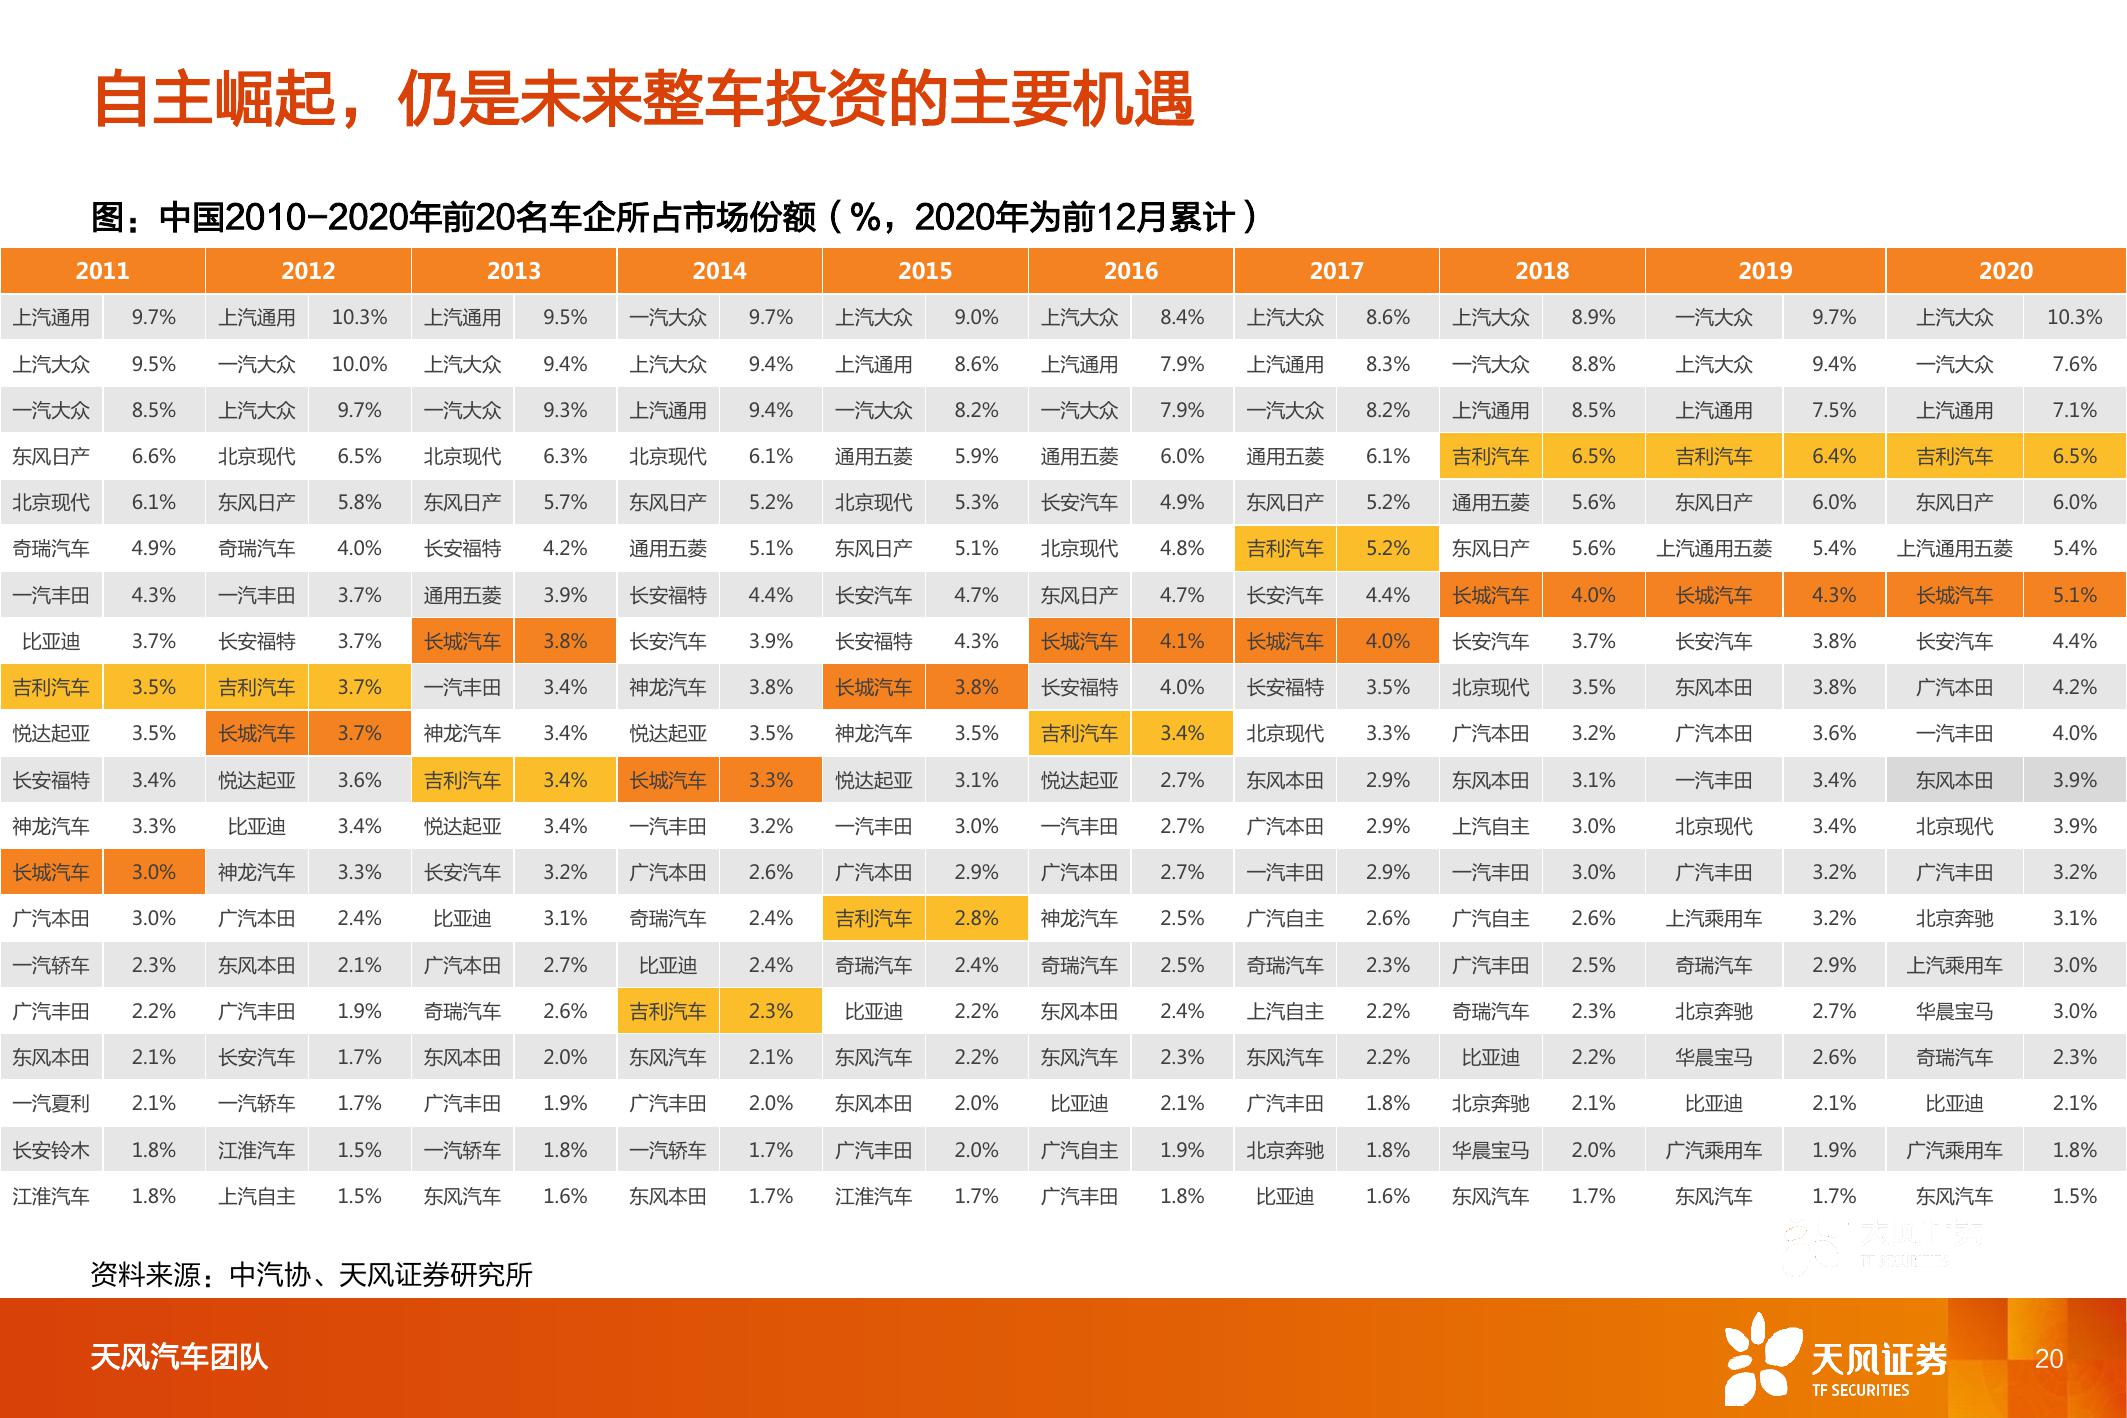 自主崛起，仍是未来整车投资的主要机遇
图：中国2010-2020年前20名车企所占市场份额（%，2020年为前12月累计）
2011 2012 2013 2014 2015 2016 2017 2018 2019 2020
上汽通用 9.7% 上汽通用 10.3% 上汽通用 9.5% 一汽大众 9.7% 上汽大众 9.0% 上汽大众 8.4% 上汽大众 8.6% 上汽大众 8.9% 一汽大众 9.7% 上汽大众 10.3%
上汽大众 9.5% 一汽大众 10.0% 上汽大众 9.4% 上汽大众 9.4% 上汽通用 8.6% 上汽通用 7.9% 上汽通用 8.3% 一汽大众 8.8% 上汽大众 9.4% 一汽大众 7.6%
一汽大众 8.5% 上汽大众 9.7% 一汽大众 9.3% 上汽通用 9.4% 一汽大众 8.2% 一汽大众 7.9% 一汽大众 8.2% 上汽通用 8.5% 上汽通用 7.5% 上汽通用 7.1%
东风日产 6.6% 北京现代 6.5% 北京现代 6.3% 北京现代 6.1% 通用五菱 5.9% 通用五菱 6.0% 通用五菱 6.1% 吉利汽车 6.5% 吉利汽车 6.4% 吉利汽车 6.5%
北京现代 6.1% 东风日产 5.8% 东风日产 5.7% 东风日产 5.2% 北京现代 5.3% 长安汽车 4.9% 东风日产 5.2% 通用五菱 5.6% 东风日产 6.0% 东风日产 6.0%
奇瑞汽车 4.9% 奇瑞汽车 4.0% 长安福特 4.2% 通用五菱 5.1% 东风日产 5.1% 北京现代 4.8% 吉利汽车 5.2% 东风日产 5.6% 上汽通用五菱 5.4% 上汽通用五菱 5.4%
一汽丰田 4.3% 一汽丰田 3.7% 通用五菱 3.9% 长安福特 4.4% 长安汽车 4.7% 东风日产 4.7% 长安汽车 4.4% 长城汽车 4.0% 长城汽车 4.3% 长城汽车 5.1%
比亚迪 3.7% 长安福特 3.7% 长城汽车 3.8% 长安汽车 3.9% 长安福特 4.3% 长城汽车 4.1% 长城汽车 4.0% 长安汽车 3.7% 长安汽车 3.8% 长安汽车 4.4%
吉利汽车 3.5% 吉利汽车 3.7% 一汽丰田 3.4% 神龙汽车 3.8% 长城汽车 3.8% 长安福特 4.0% 长安福特 3.5% 北京现代 3.5% 东风本田 3.8% 广汽本田 4.2%
悦达起亚 3.5% 长城汽车 3.7% 神龙汽车 3.4% 悦达起亚 3.5% 神龙汽车 3.5% 吉利汽车 3.4% 北京现代 3.3% 广汽本田 3.2% 广汽本田 3.6% 一汽丰田 4.0%
长安福特 3.4% 悦达起亚 3.6% 吉利汽车 3.4% 长城汽车 3.3% 悦达起亚 3.1% 悦达起亚 2.7% 东风本田 2.9% 东风本田 3.1% 一汽丰田 3.4% 东风本田 3.9%
神龙汽车 3.3% 比亚迪 3.4% 悦达起亚 3.4% 一汽丰田 3.2% 一汽丰田 3.0% 一汽丰田 2.7% 广汽本田 2.9% 上汽自主 3.0% 北京现代 3.4% 北京现代 3.9%
长城汽车 3.0% 神龙汽车 3.3% 长安汽车 3.2% 广汽本田 2.6% 广汽本田 2.9% 广汽本田 2.7% 一汽丰田 2.9% 一汽丰田 3.0% 广汽丰田 3.2% 广汽丰田 3.2%
广汽本田 3.0% 广汽本田 2.4% 比亚迪 3.1% 奇瑞汽车 2.4% 吉利汽车 2.8% 神龙汽车 2.5% 广汽自主 2.6% 广汽自主 2.6% 上汽乘用车 3.2% 北京奔驰 3.1%
一汽轿车 2.3% 东风本田 2.1% 广汽本田 2.7% 比亚迪 2.4% 奇瑞汽车 2.4% 奇瑞汽车 2.5% 奇瑞汽车 2.3% 广汽丰田 2.5% 奇瑞汽车 2.9% 上汽乘用车 3.0%
广汽丰田 2.2% 广汽丰田 1.9% 奇瑞汽车 2.6% 吉利汽车 2.3% 比亚迪 2.2% 东风本田 2.4% 上汽自主 2.2% 奇瑞汽车 2.3% 北京奔驰 2.7% 华晨宝马 3.0%
东风本田 2.1% 长安汽车 1.7% 东风本田 2.0% 东风汽车 2.1% 东风汽车 2.2% 东风汽车 2.3% 东风汽车 2.2% 比亚迪 2.2% 华晨宝马 2.6% 奇瑞汽车 2.3%
一汽夏利 2.1% 一汽轿车 1.7% 广汽丰田 1.9% 广汽丰田 2.0% 东风本田 2.0% 比亚迪 2.1% 广汽丰田 1.8% 北京奔驰 2.1% 比亚迪 2.1% 比亚迪 2.1%
长安铃木 1.8% 江淮汽车 1.5% 一汽轿车 1.8% 一汽轿车 1.7% 广汽丰田 2.0% 广汽自主 1.9% 北京奔驰 1.8% 华晨宝马 2.0% 广汽乘用车 1.9% 广汽乘用车 1.8%
江淮汽车 1.8% 上汽自主 1.5% 东风汽车 1.6% 东风本田 1.7% 江淮汽车 1.7% 广汽丰田 1.8% 比亚迪 1.6% 东风汽车 1.7% 东风汽车 1.7% 东风汽车 1.5%
资料来源：中汽协、天风证券研究所
天风汽车团队
天风证券
TF SECURITIES
20